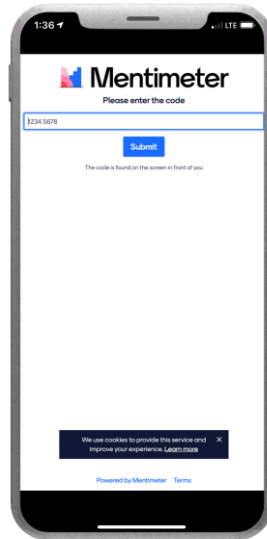 1:36
LTE
Mentimeter
Please enter the code
1234 5678
Submit
The code is found on the screen in front of you
We use cookies to provide this service and
improve your experience. Learn more
Powered by Mentimeter Terms